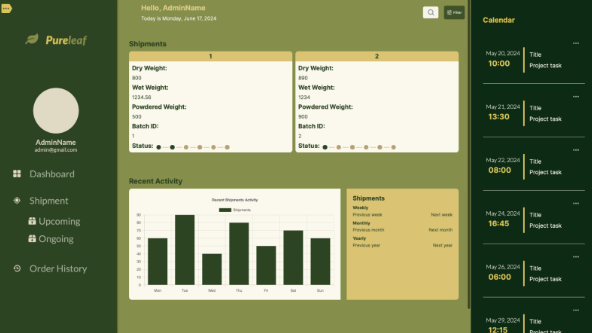 Pureleaf
AdminName
admin@gmail.com
Dashboard
Shipment
Upcoming
Ongoing
Order History
Hello, AdminName
Today is Monday, June 17, 2024
Filter
Shipments
1
Dry Weight:
800
Wet Weight:
1234.56
Powdered Weight:
500
Batch ID:
1
Status:
2
Dry Weight:
890
Wet Weight:
1234
Powdered Weight:
900
Batch ID:
2
Status:
Recent Activity
Recent Shipments Activity
Shipments
90
80
70
60
50
40
30
20
10
0
Mon
Tue
Wed
Thu
Fri
Sat
Sun
Shipments
Weekly
Previous week Next week
Monthly
Previous month Next month
Yearly
Previous year Next year
Calendar
May 20, 2024
10:00
Title
Project task
May 21, 2024
13:30
Title
Project task
May 22, 2024
08:00
Title
Project task
May 24, 2024
16:45
Title
Project task
May 26, 2024
06:00
Title
Project task
May 29, 2024
12:15
Title
Project task